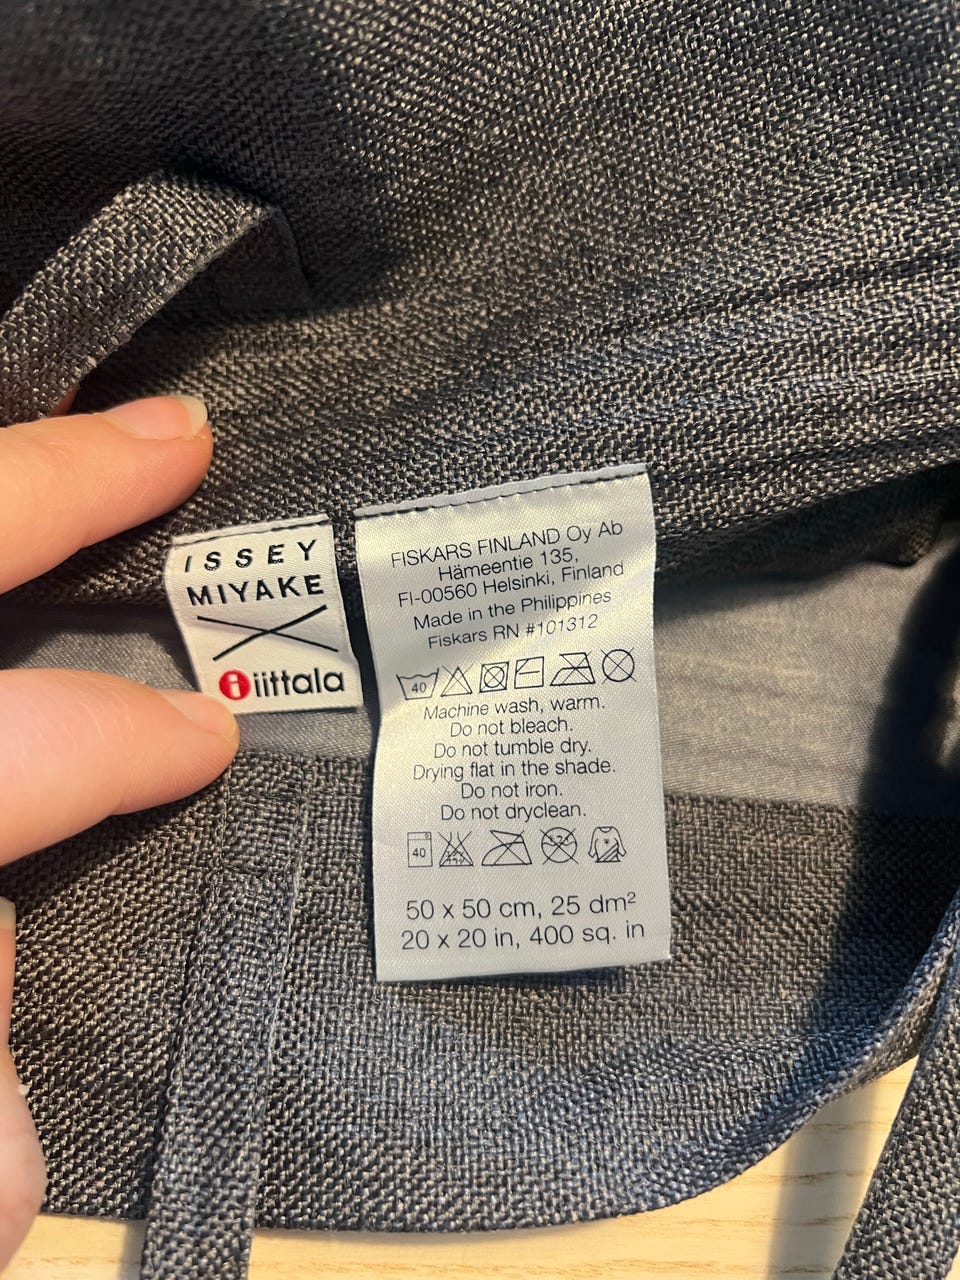 ISSEY
MIYAKE
iittala
FISKARS FINLAND Oy Ab
Hämeentie 135,
FI-00560 Helsinki, Finland
Made in the Philippines
Fiskars RN #101312
40
Machine wash, warm.
Do not bleach.
Do not tumble dry.
Drying flat in the shade.
Do not iron.
Do not dryclean.
40
50 x 50 cm, 25 dm²
20 x 20 in, 400 sq. in